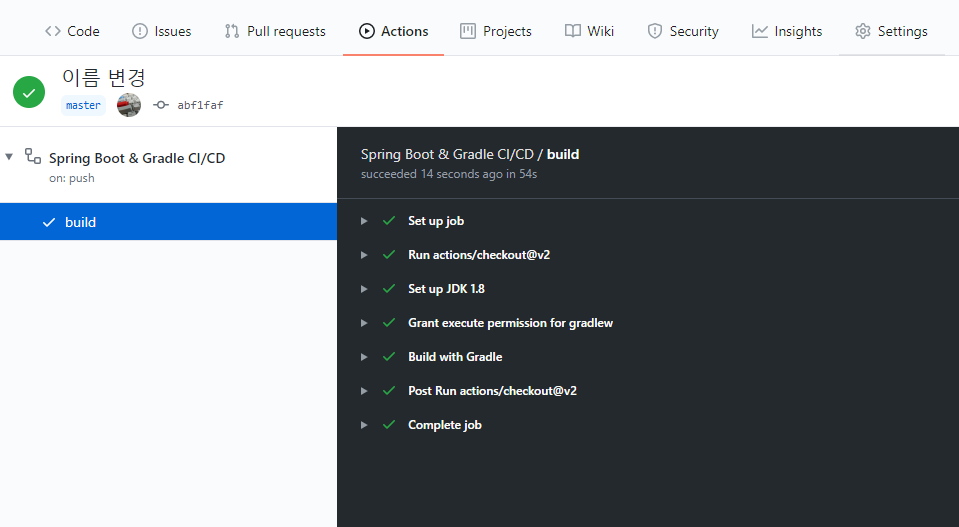 Code Issues Pull requests Actions Projects Wiki Security Insights Settings
이름 변경
master abf1faf
Spring Boot & Gradle CI/CD
on: push
build
Spring Boot & Gradle CI/CD / build
succeeded 14 seconds ago in 54s
Set up job
Run actions/checkout@v2
Set up JDK 1.8
Grant execute permission for gradlew
Build with Gradle
Post Run actions/checkout@v2
Complete job